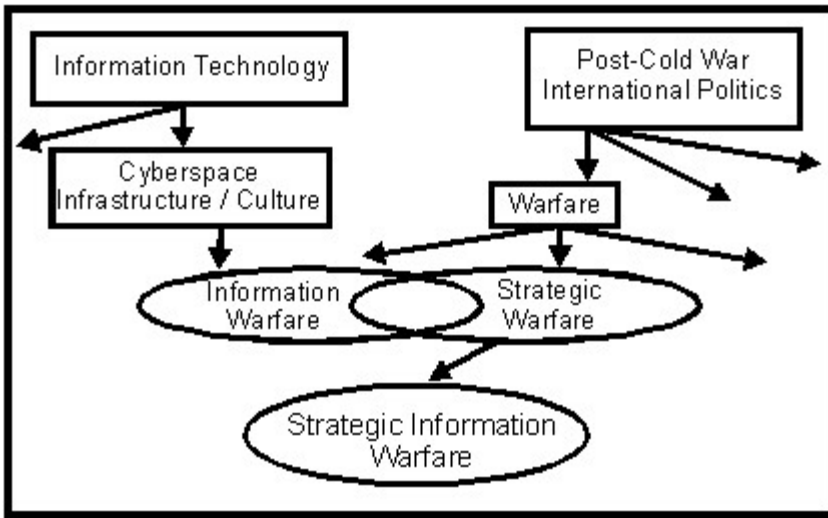 Information Technology
Post-Cold War
International Politics
Cyberspace
Infrastructure / Culture
Warfare
Information
Warfare
Strategic
Warfare
Strategic Information
Warfare